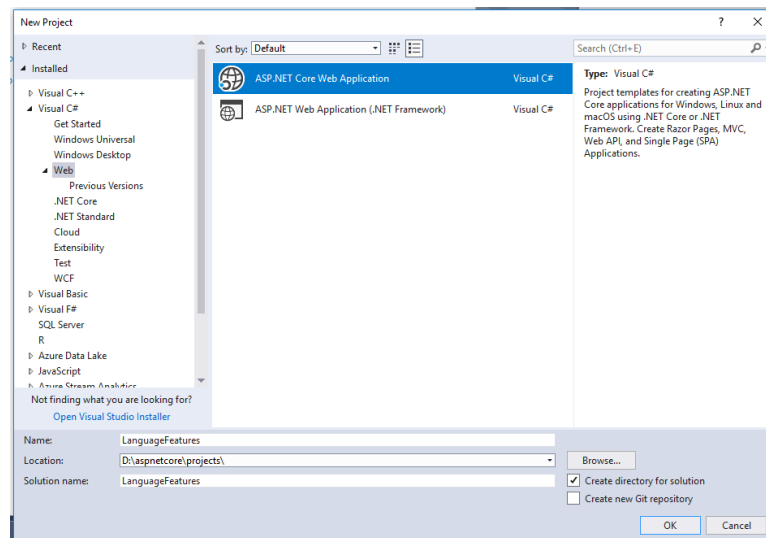 New Project
?
Recent
Installed
Visual C++
Visual C#
Get Started
Windows Universal
Windows Desktop
Web
Previous Versions
.NET Core
.NET Standard
Cloud
Extensibility
Test
WCF
Visual Basic
Visual F#
SQL Server
R
Azure Data Lake
JavaScript
Azure Stream Analytics
Not finding what you are looking for?
Open Visual Studio Installer
Sort by: Default
ASP.NET Core Web Application Visual C#
ASP.NET Web Application (.NET Framework) Visual C#
Search (Ctrl+E)
Type: Visual C#
Project templates for creating ASP.NET
Core applications for Windows, Linux and
macOS using .NET Core or .NET
Framework. Create Razor Pages, MVC,
Web API, and Single Page (SPA)
Applications.
Name: LanguageFeatures
Location: D:\aspnetcore\projects\
Browse...
Solution name: LanguageFeatures
Create directory for solution
Create new Git repository
OK Cancel